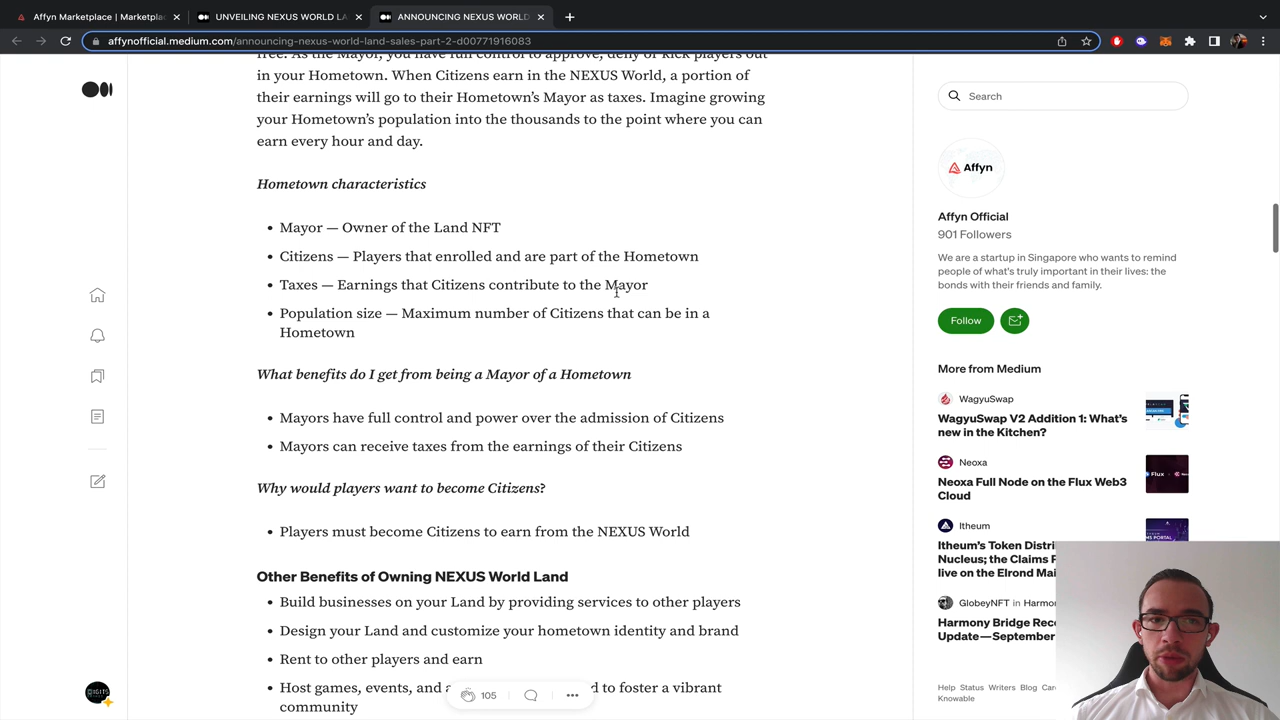 Affyn Marketplace | Marketplac
UNVEILING NEXUS WORLD LA
ANNOUNCING NEXUS WORLD
affynofficial.medium.com/announcing-nexus-world-land-sales-part-2-d00771916083
free. As the Mayor, you have full control to approve, deny or kick players out
in your Hometown. When Citizens earn in the NEXUS World, a portion of
their earnings will go to their Hometown's Mayor as taxes. Imagine growing
your Hometown's population into the thousands to the point where you can
earn every hour and day.
Hometown characteristics
• Mayor — Owner of the Land NFT
• Citizens — Players that enrolled and are part of the Hometown
• Taxes — Earnings that Citizens contribute to the Mayor
• Population size — Maximum number of Citizens that can be in a
Hometown
What benefits do I get from being a Mayor of a Hometown
• Mayors have full control and power over the admission of Citizens
• Mayors can receive taxes from the earnings of their Citizens
Why would players want to become Citizens?
• Players must become Citizens to earn from the NEXUS World
Other Benefits of Owning NEXUS World Land
• Build businesses on your Land by providing services to other players
• Design your Land and customize your hometown identity and brand
• Rent to other players and earn
• Host games, events, and a
d to foster a vibrant
community
105
Search
Affyn
Affyn Official
901 Followers
We are a startup in Singapore who wants to remind
people of what's truly important in their lives: the
bonds with their friends and family.
Follow
More from Medium
WagyuSwap
WagyuSwap V2 Addition 1: What's
new in the Kitchen?
Neoxa
Neoxa Full Node on the Flux Web3
Cloud
Itheum
Itheum's Token Distri
Nucleus; the Claims P
live on the Elrond Mai
GlobeyNFT in Harmo
Harmony Bridge Rec
Update—September
Help Status Writers Blog Car
Knowable